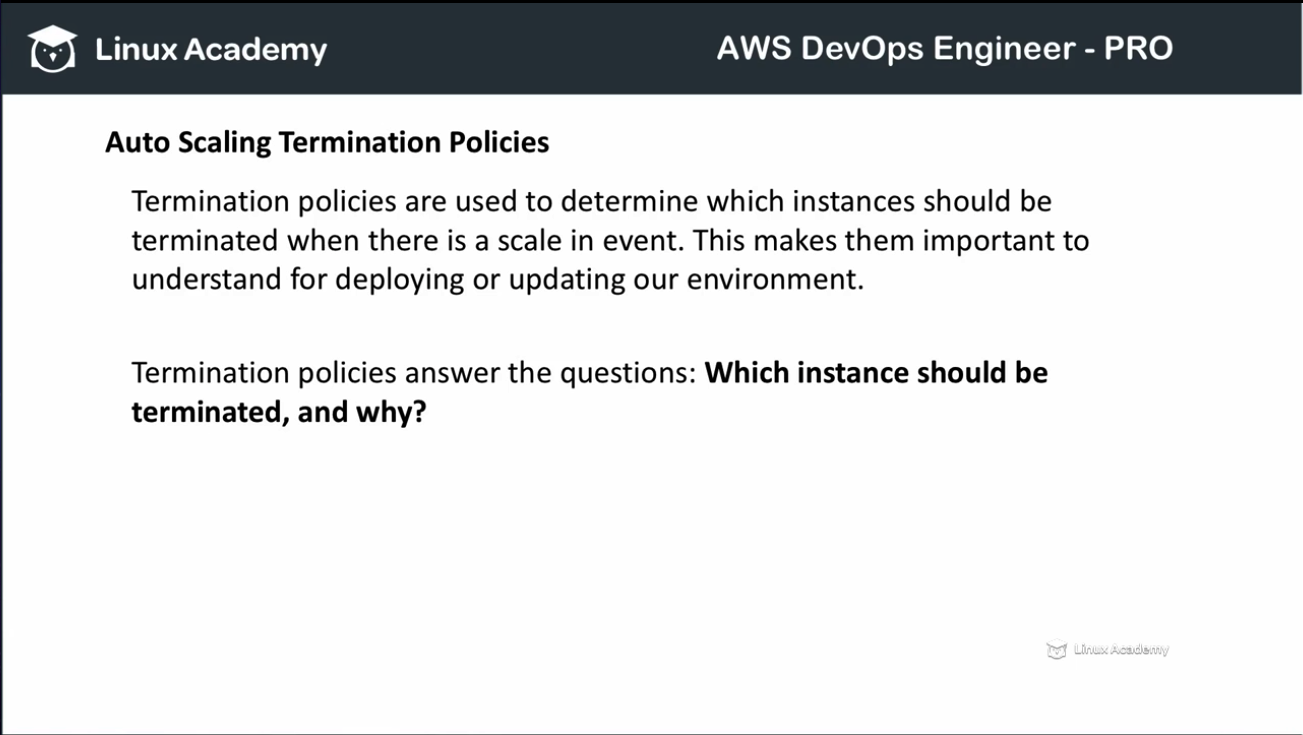 Linux Academy
AWS DevOps Engineer - PRO
Auto Scaling Termination Policies
Termination policies are used to determine which instances should be
terminated when there is a scale in event. This makes them important to
understand for deploying or updating our environment.
Termination policies answer the questions: Which instance should be
terminated, and why?
Linux Academy